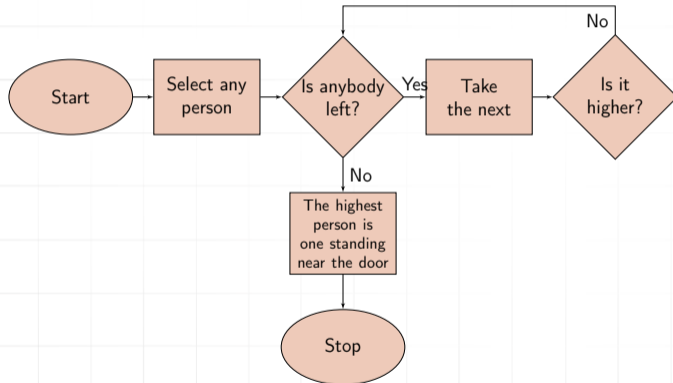 No
Start
Select any
person
Is anybody
left?
Yes
Take
the next
Is it
higher?
No
The highest
person is
one standing
near the door
Stop